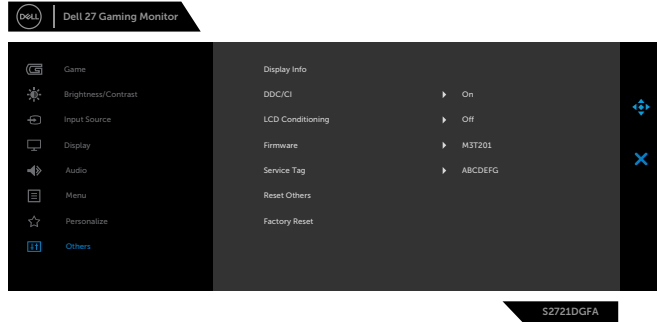 DELL
Dell 27 Gaming Monitor
Game
Display Info
Brightness/Contrast
DDC/CI On
Input Source
LCD Conditioning Off
Display
Firmware M3T201
Audio
Service Tag ABCDEFG
Menu
Reset Others
Personalize
Factory Reset
Others
S2721DGFA